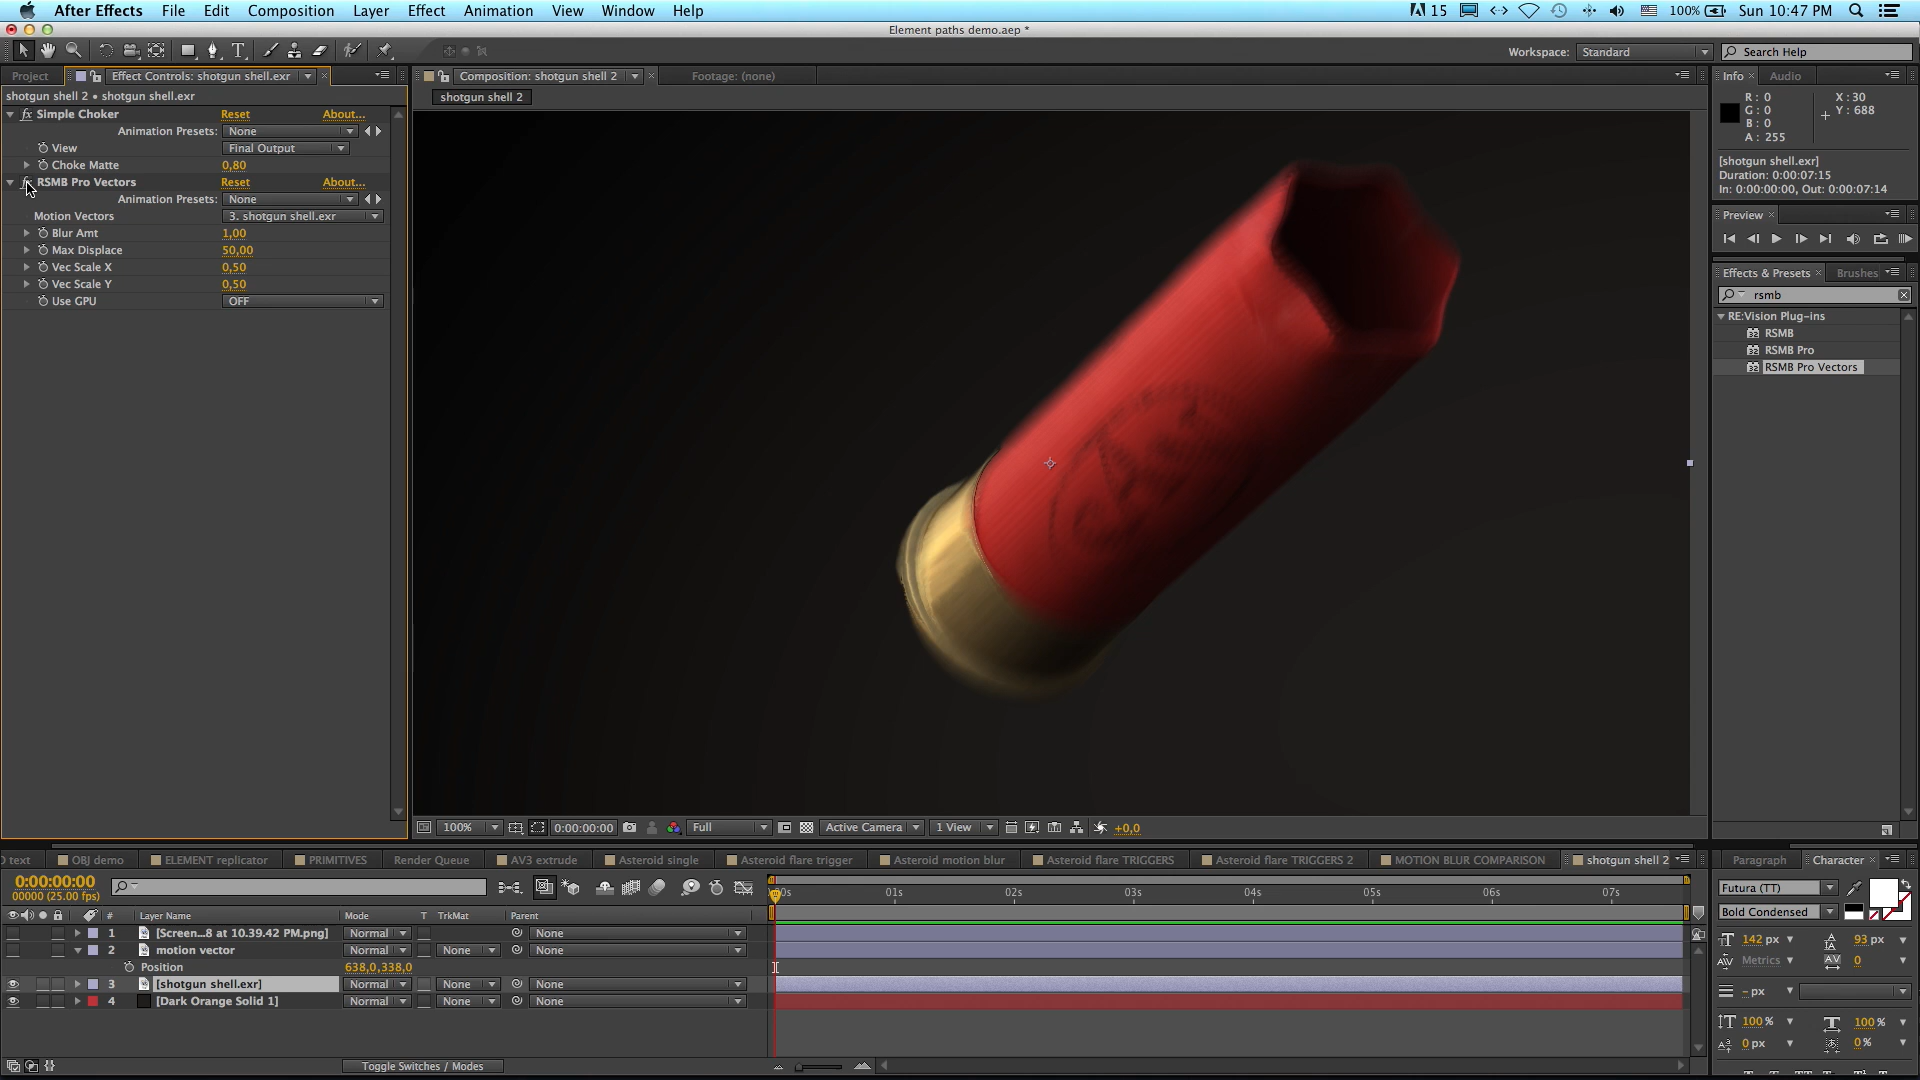 After Effects File Edit Composition Layer Effect Animation View Window Help 15 100% Sun 10:47 PM
Element paths demo.aep *
Workspace: Standard Search Help
Project Effect Controls: shotgun shell.exr Composition: shotgun shell 2 Footage: (none) Info Audio
shotgun shell 2 • shotgun shell.exr
shotgun shell 2
Simple Choker Reset About...
Animation Presets: None
View Final Output
Choke Matte 0,80
RSMB Pro Vectors Reset About...
Animation Presets: None
Motion Vectors 3. shotgun shell.exr
Blur Amt 1,00
Max Displace 50,00
Vec Scale X 0,50
Vec Scale Y 0,50
Use GPU OFF
R: 0 X: 30
G: 0 Y: 688
B: 0
A: 255
[shotgun shell.exr]
Duration: 0:00:07:15
In: 0:00:00:00, Out: 0:00:07:14
Preview
Effects & Presets Brushes
rsmb
RE:Vision Plug-ins
32 RSMB
32 RSMB Pro
32 RSMB Pro Vectors
100% 0:00:00:00 Full Active Camera 1 View +0,0
text OBJ demo ELEMENT replicator PRIMITIVES Render Queue AV3 extrude Asteroid single Asteroid flare trigger Asteroid motion blur Asteroid flare TRIGGERS Asteroid flare TRIGGERS 2 MOTION BLUR COMPARISON shotgun shell 2
0:00:00:00
00000 (25.00 fps)
00s 01s 02s 03s 04s 05s 06s 07s
# Layer Name Mode T TrkMat Parent
1 [Screen...8 at 10.39.42 PM.png] Normal None
2 motion vector Normal None None
Position 638,0,338,0
3 [shotgun shell.exr] Normal None None
4 [Dark Orange Solid 1] Normal None None
Toggle Switches / Modes
Paragraph Character
Futura (TT)
Bold Condensed
142 px 93 px
Metrics 0
- px
100 % 100 %
0 px 0 %